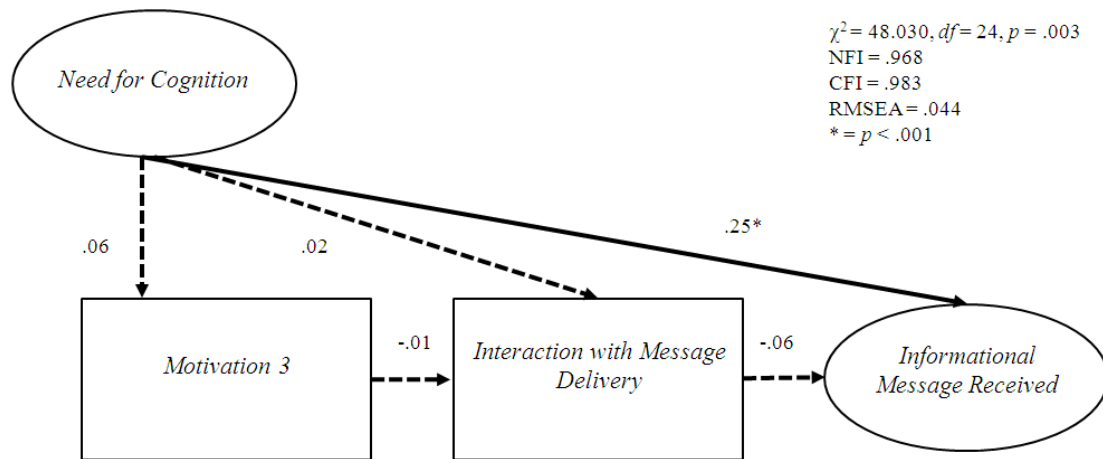 χ² = 48.030, df = 24, p = .003
NFI = .968
CFI = .983
RMSEA = .044
* = p < .001
Need for Cognition
.06
.02
.25*
Motivation 3
-.01
Interaction with Message
Delivery
-.06
Informational
Message Received